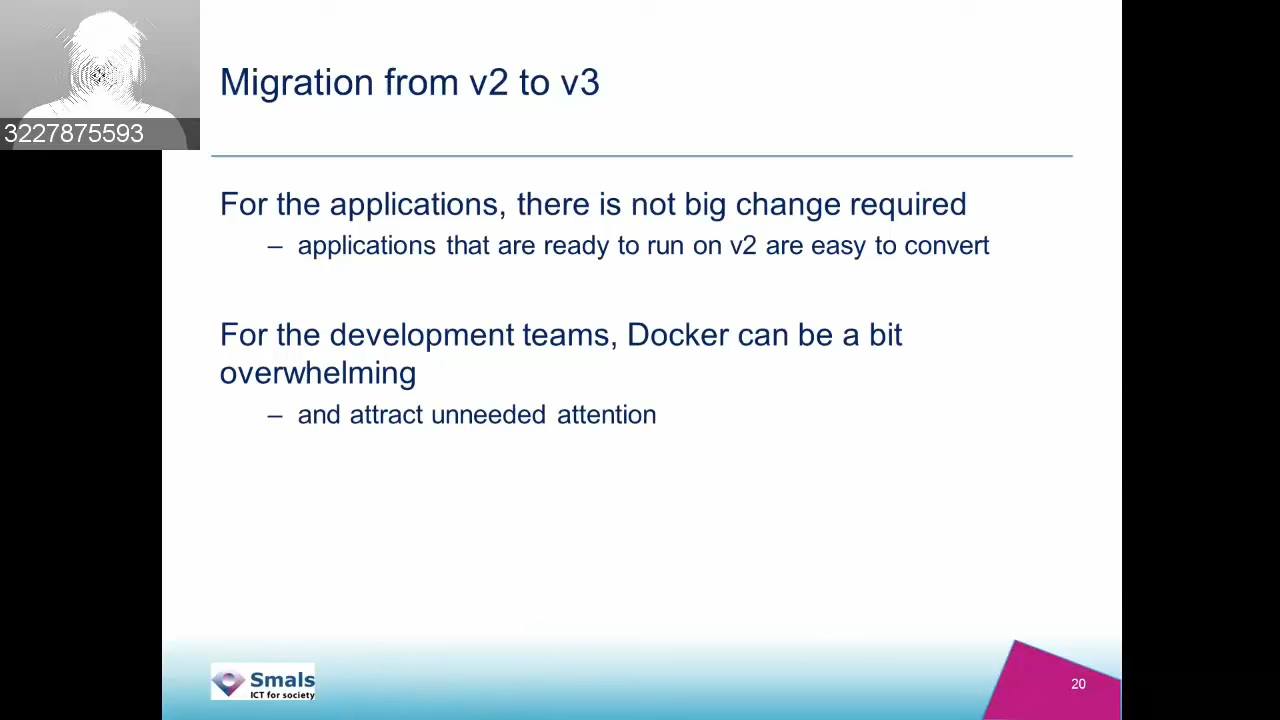 3227875593
Migration from v2 to v3
For the applications, there is not big change required
– applications that are ready to run on v2 are easy to convert
For the development teams, Docker can be a bit
overwhelming
– and attract unneeded attention
Smals
ICT for society
20